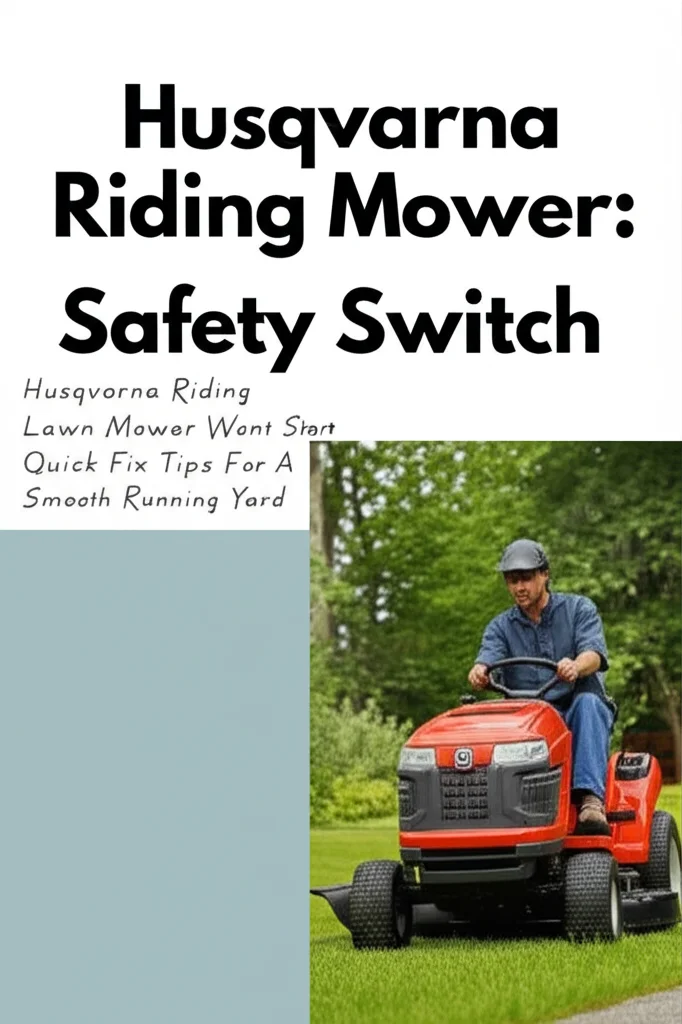 Husqvarna
Riding Mower:
Safety Switch
Husqvorna Riding
Lawn Mower Wont Start
Quick Fix Tips For A
Smooth Running Yard